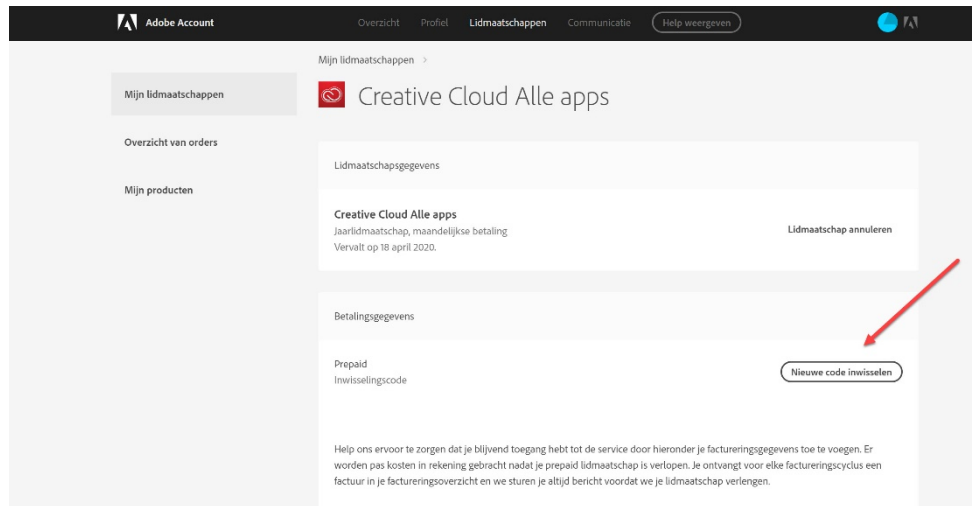 Adobe Account
Overzicht Profiel Lidmaatschappen Communicatie Help weergeven
Mijn lidmaatschappen >
Mijn lidmaatschappen
Overzicht van orders
Mijn producten
Creative Cloud Alle apps
Lidmaatschapsgegevens
Creative Cloud Alle apps
Jaarlidmaatschap, maandelijkse betaling
Vervalt op 18 april 2020.
Lidmaatschap annuleren
Betalingsgegevens
Prepaid
Inwisselingscode
Nieuwe code inwisselen
Help ons ervoor te zorgen dat je blijvend toegang hebt tot de service door hieronder je factureringsgegevens toe te voegen. Er
worden pas kosten in rekening gebracht nadat je prepaid lidmaatschap is verlopen. Je ontvangt voor elke factureringscyclus een
factuur in je factureringsoverzicht en we sturen je altijd bericht voordat we je lidmaatschap verlengen.